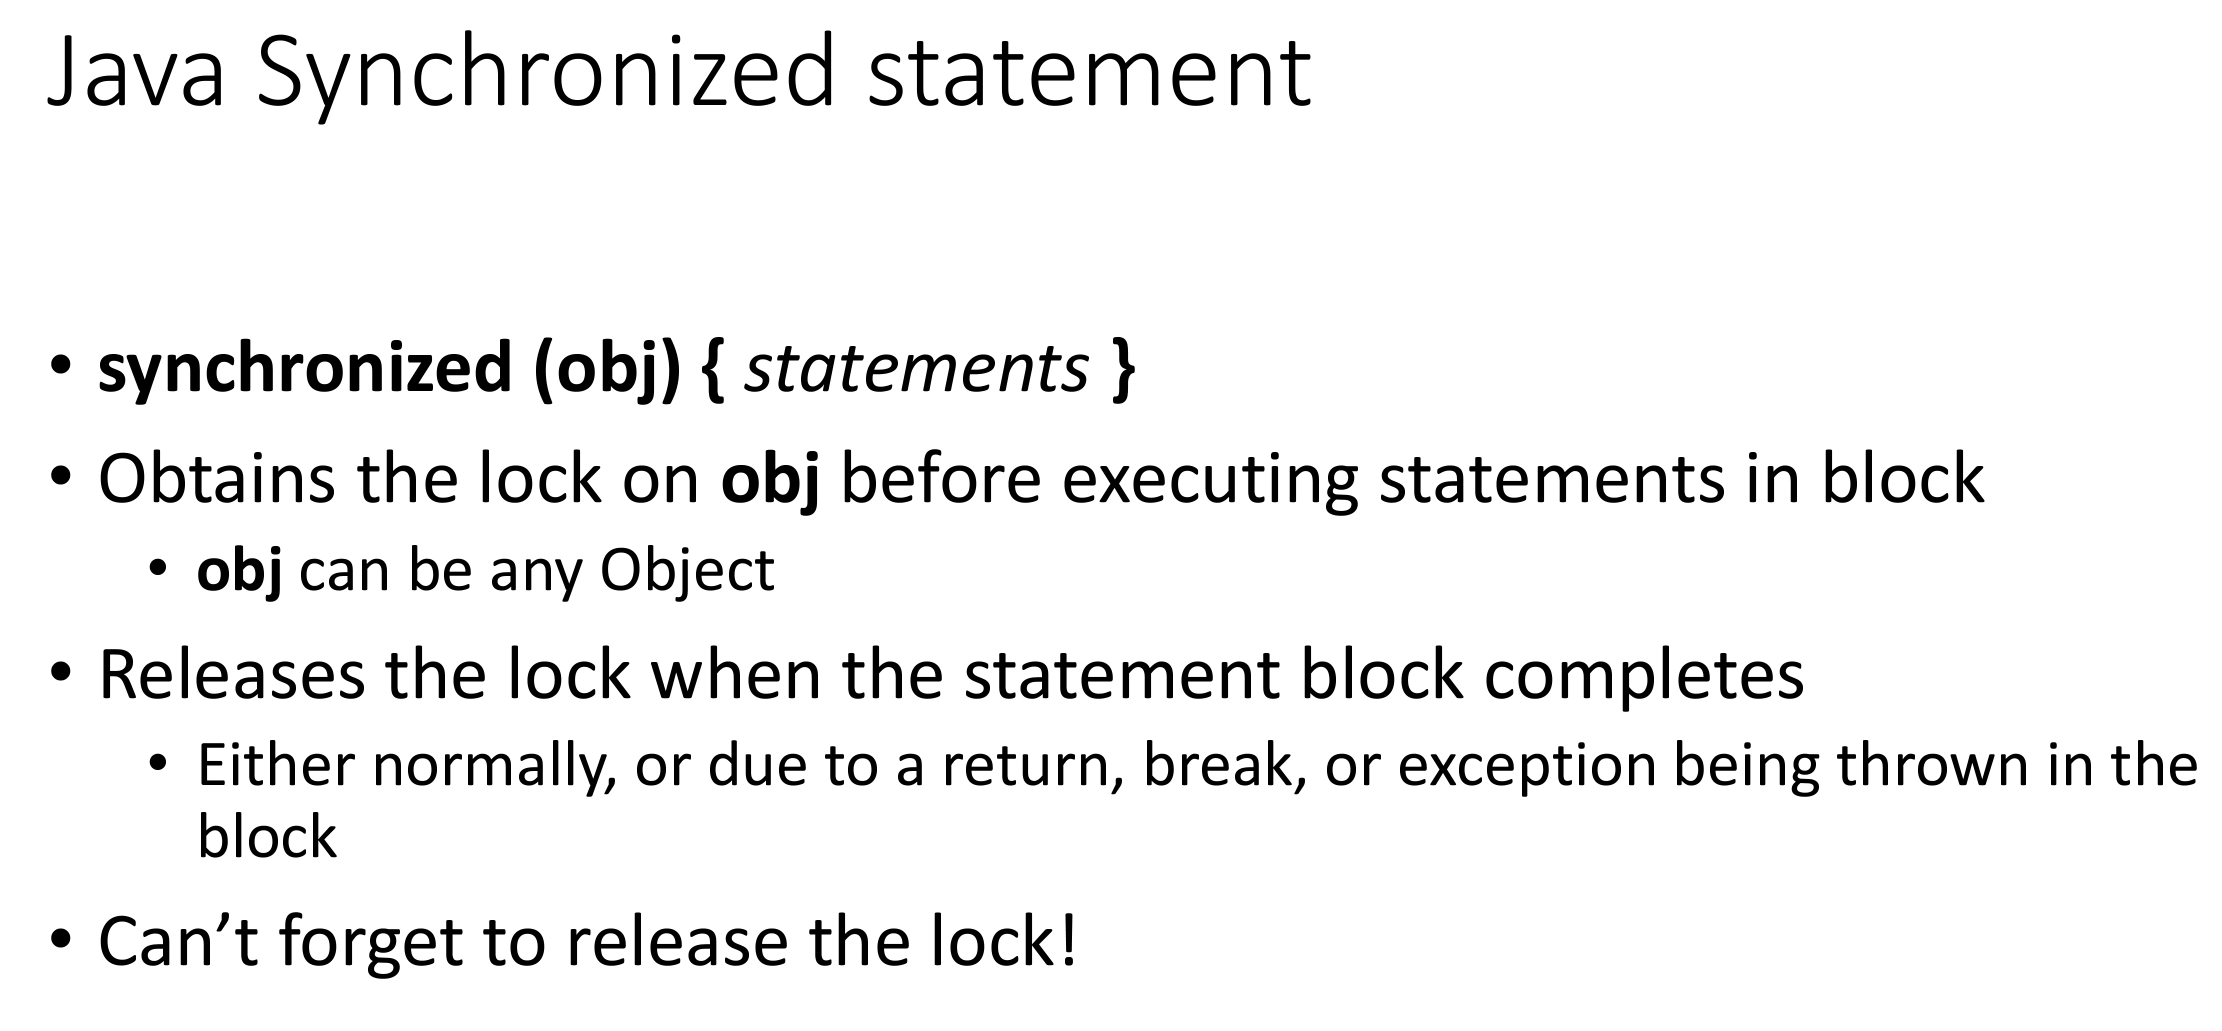 Java Synchronized statement
• synchronized (obj) { statements }
• Obtains the lock on obj before executing statements in block
• obj can be any Object
• Releases the lock when the statement block completes
• Either normally, or due to a return, break, or exception being thrown in the
block
• Can’t forget to release the lock!